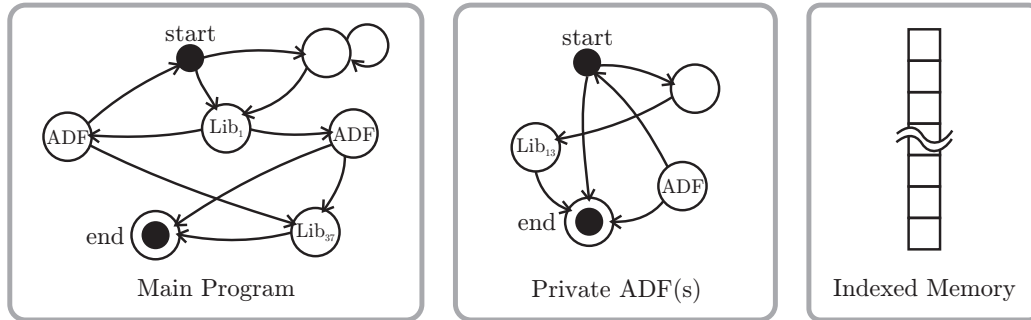 start
Lib₁
ADF
ADF
end
Lib₃₇
Main Program
start
Lib₁₃
ADF
end
Private ADF(s)
Indexed Memory